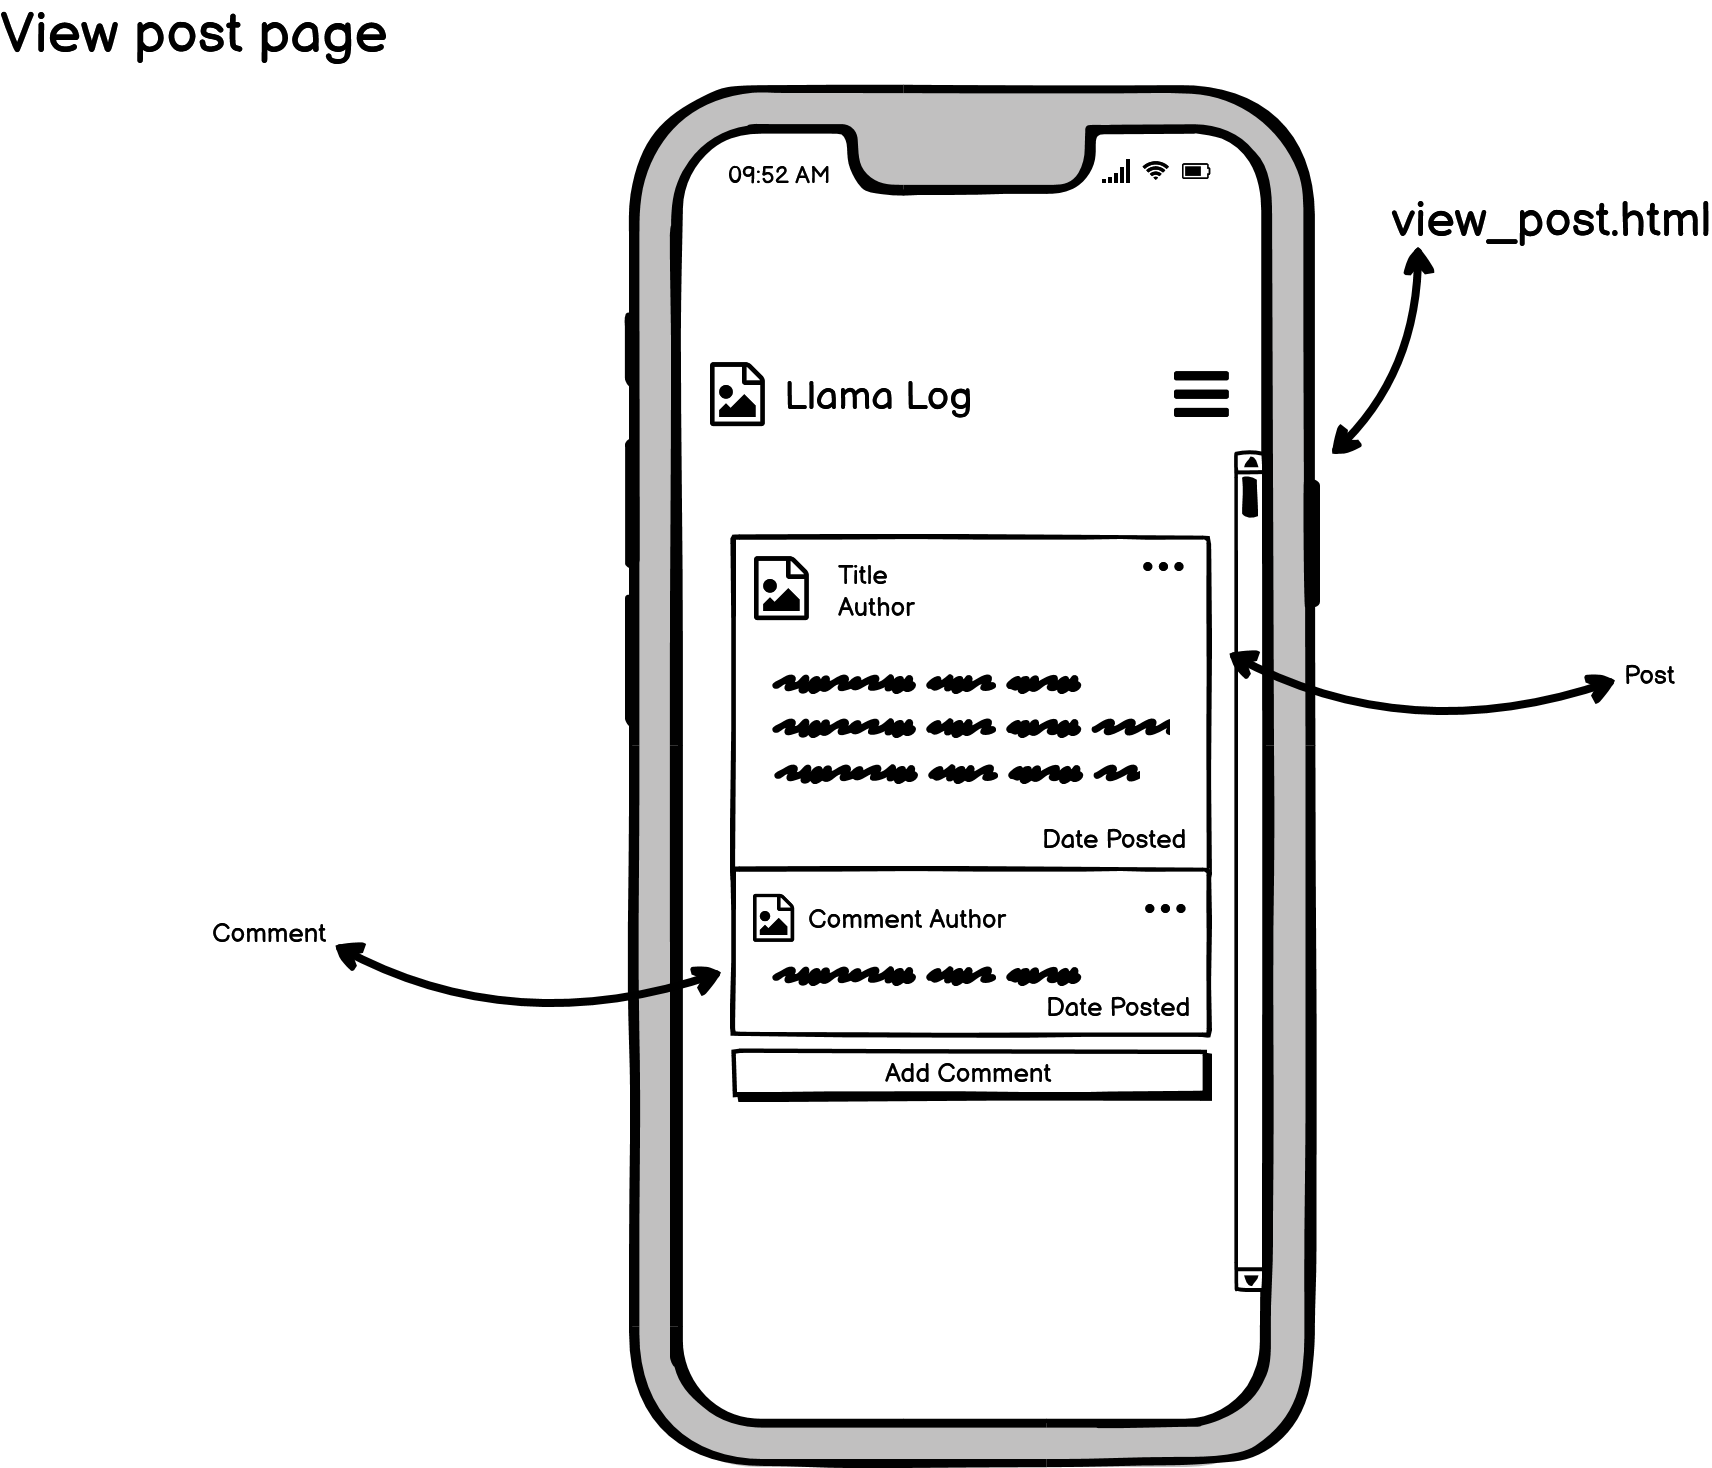 View post page
09:52 AM
view_post.html
Llama Log
Title
Author
Post
Date Posted
Comment Author
Comment
Date Posted
Add Comment